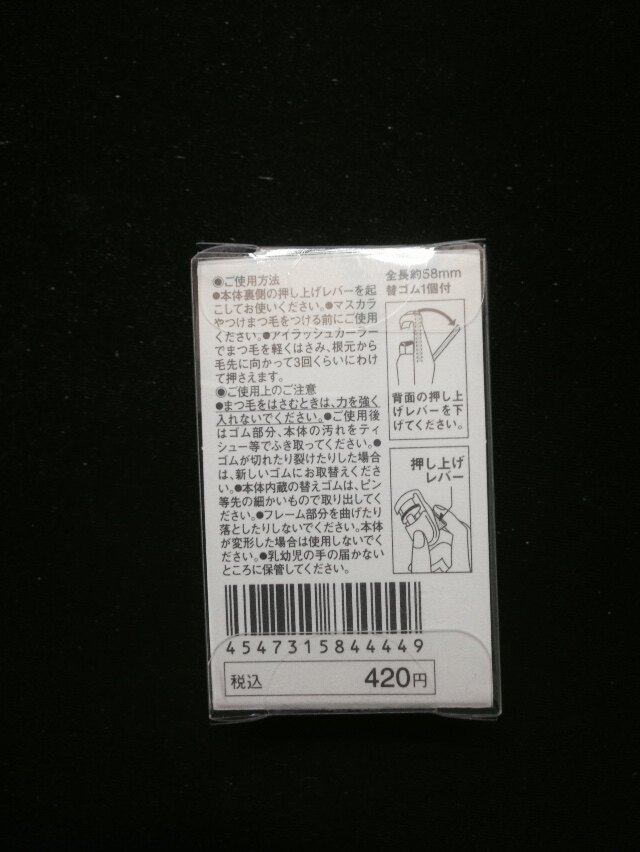 ◉ご使用方法
●本体裏側の押し上げレバーを起
こしてお使いください。●マスカラ
やつけまつ毛をつける前にご使用
ください。●アイラッシュカーラー
でまつ毛を軽くはさみ、根元から
毛先に向かって3回くらいにわけ
て押さえます。
◉ご使用上のご注意
●まつ毛をはさむときは、力を強く
入れないでください。●ご使用後
はゴム部分、本体の汚れをティ
シュー等でふき取ってください。●
ゴムが切れたり裂けたりした場合
は、新しいゴムにお取替えくださ
い。●本体内蔵の替えゴムは、ピン
等先の細かいもので取り出してく
ださい。●フレーム部分を曲げたり
落としたりしないでください。本体
が変形した場合は使用しないでく
ださい。●乳幼児の手の届かない
ところに保管してください。
全長約58mm
替ゴム1個付
背面の押し上
げレバーを下
げてください。
押し上げ
レバー
4547315844449
税込 420円